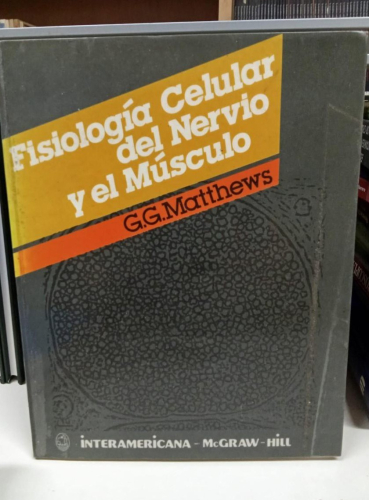 Fisiología Celular
del Nervio
y el Músculo
G.G.Matthews
INTERAMERICANA - McGRAW-HILL